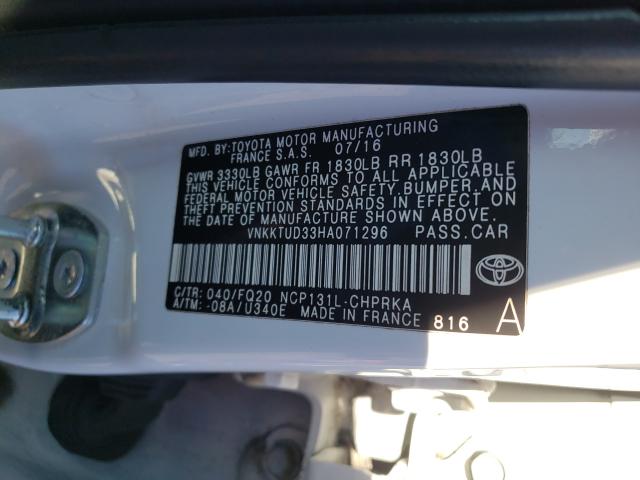 MFD. BY: TOYOTA MOTOR MANUFACTURING
FRANCE S.A.S. 07/16
GVWR 3330LB GAWR FR 1830LB RR 1830LB
THIS VEHICLE CONFORMS TO ALL APPLICABLE
FEDERAL MOTOR VEHICLE SAFETY, BUMPER, AND
THEFT PREVENTION STANDARDS IN EFFECT ON
THE DATE OF MANUFACTURE SHOWN ABOVE.
VNKKTUD33HA071296 PASS.CAR
C/TR: 040/FQ20 NCP131L-CHPRKA
A/TM: -08A/U340E MADE IN FRANCE 816 A